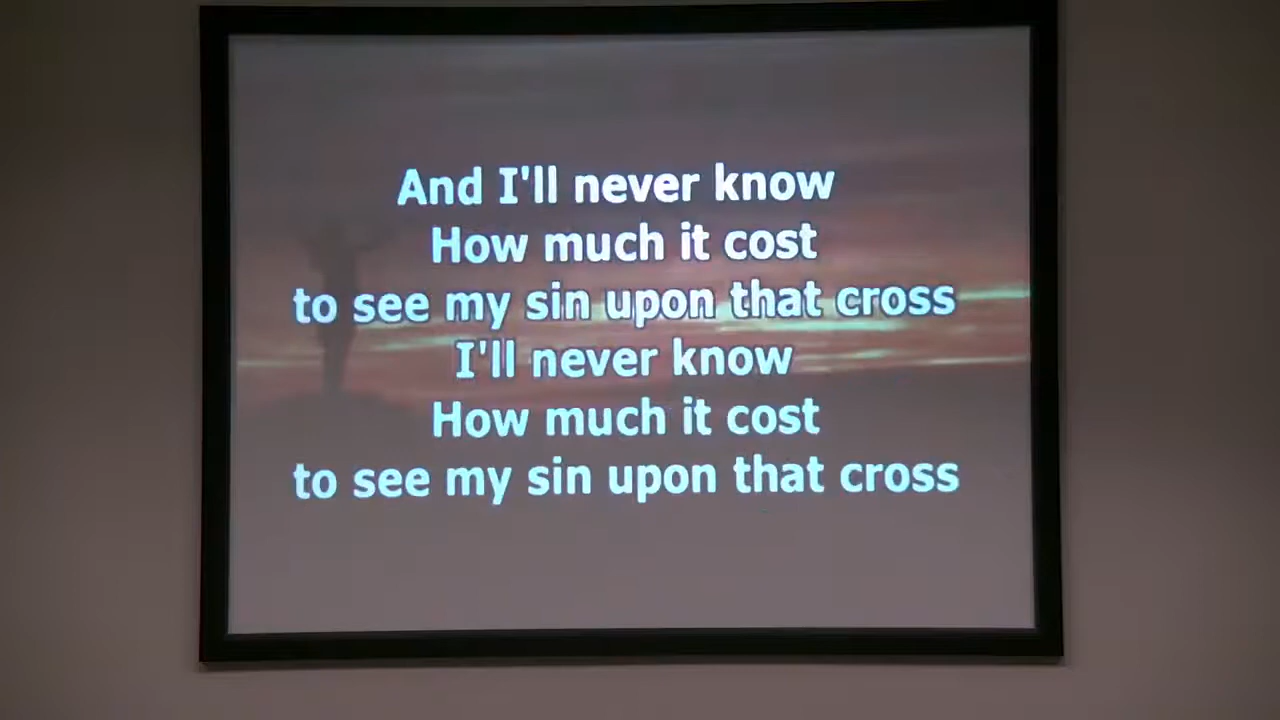 And I'll never know
How much it cost
to see my sin upon that cross
I'll never know
How much it cost
to see my sin upon that cross